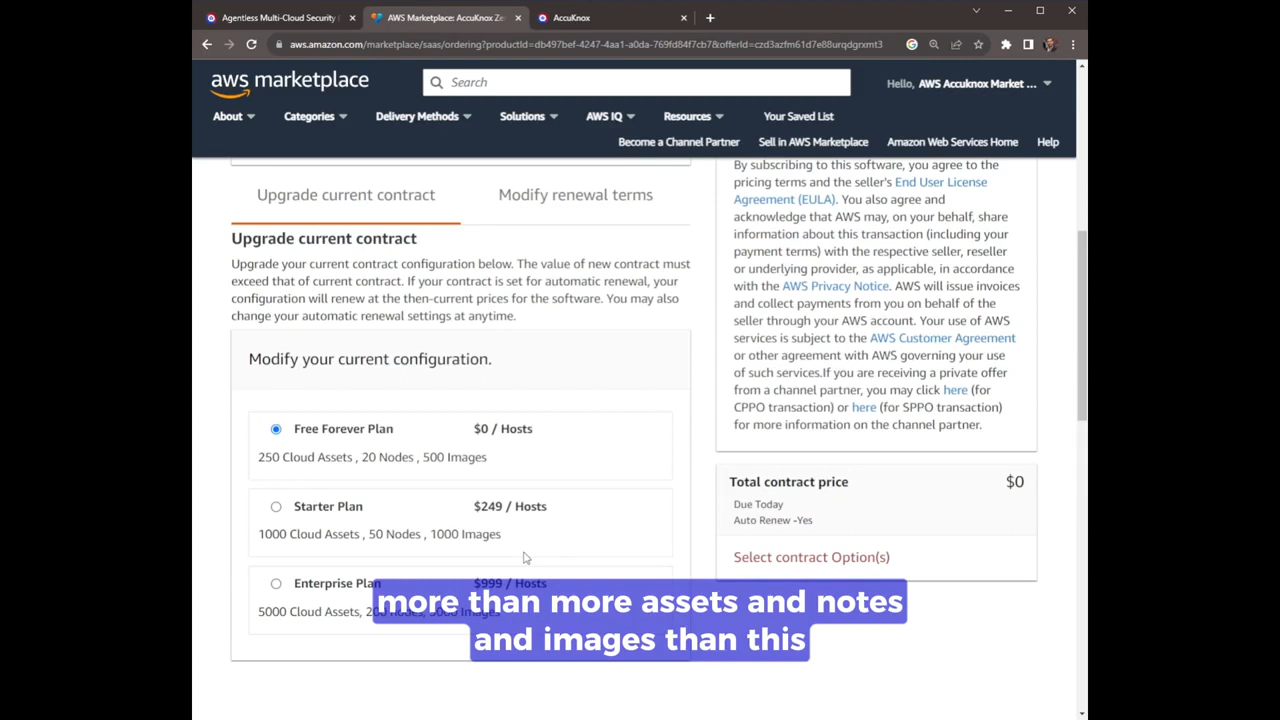 Agentless Multi-Cloud Security
AWS Marketplace: AccuKnox Ze
AccuKnox
aws.amazon.com/marketplace/saas/ordering?productId=db497bef-4247-4aa1-a0da-769fd84f7cb7&offerId=czd3azfm61d7e88urqdgrxmt3
aws marketplace
Search
Hello, AWS Accuknox Market ...
About
Categories
Delivery Methods
Solutions
AWS IQ
Resources
Your Saved List
Become a Channel Partner
Sell in AWS Marketplace
Amazon Web Services Home
Help
Upgrade current contract
Modify renewal terms
Upgrade current contract
Upgrade your current contract configuration below. The value of new contract must
exceed that of current contract. If your contract is set for automatic renewal, your
configuration will renew at the then-current prices for the software. You may also
change your automatic renewal settings at anytime.
Modify your current configuration.
Free Forever Plan $0 / Hosts
250 Cloud Assets , 20 Nodes , 500 Images
Starter Plan $249 / Hosts
1000 Cloud Assets , 50 Nodes , 1000 Images
Enterprise Plan $999 / Hosts
5000 Cloud Assets,
By subscribing to this software, you agree to the
pricing terms and the seller's End User License
Agreement (EULA). You also agree and
acknowledge that AWS may, on your behalf, share
information about this transaction (including your
payment terms) with the respective seller, reseller
or underlying provider, as applicable, in accordance
with the AWS Privacy Notice. AWS will issue invoices
and collect payments from you on behalf of the
seller through your AWS account. Your use of AWS
services is subject to the AWS Customer Agreement
or other agreement with AWS governing your use
of such services.If you are receiving a private offer
from a channel partner, you may click here (for
CPPO transaction) or here (for SPPO transaction)
for more information on the channel partner.
Total contract price $0
Due Today
Auto Renew -Yes
Select contract Option(s)
more than more assets and notes
and images than this